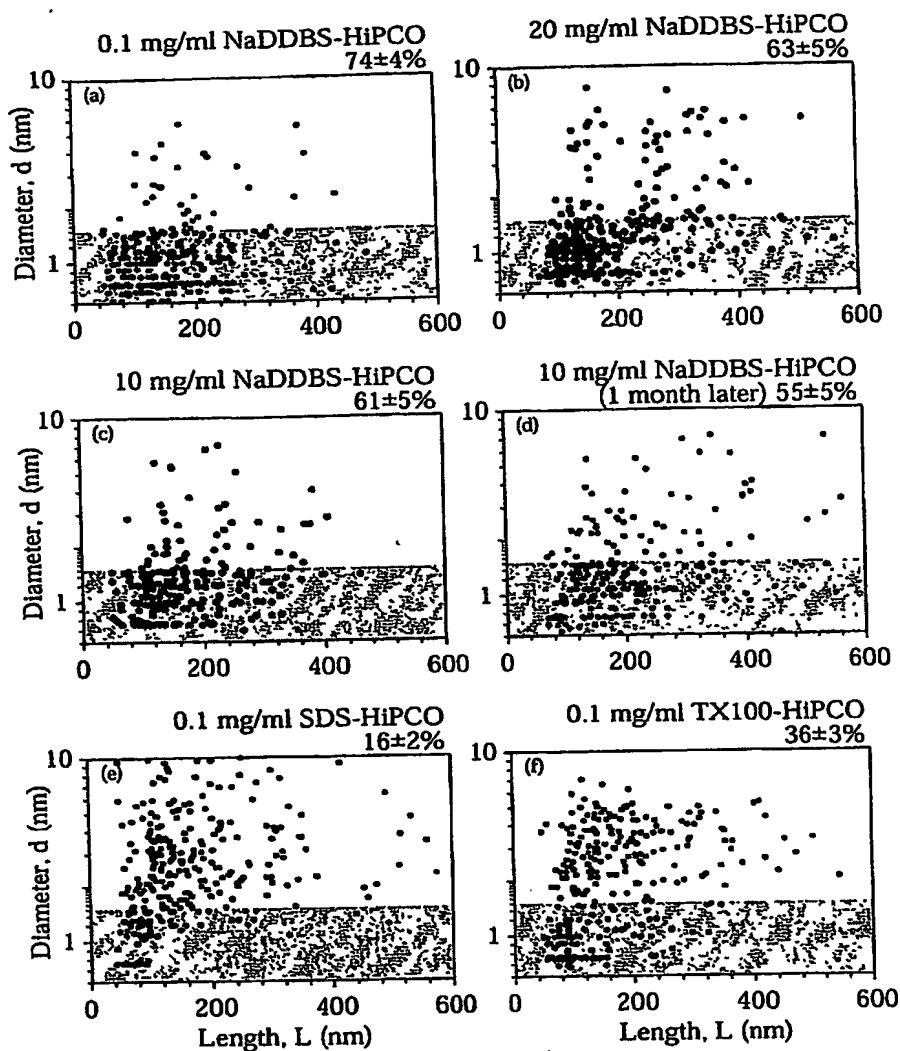 0.1 mg/ml NaDDBS-HiPCO
74±4%
(a)
10
1
Diameter, d (nm)
0 200 400 600
20 mg/ml NaDDBS-HiPCO
63±5%
(b)
10
1
0 200 400 600
10 mg/ml NaDDBS-HiPCO
61±5%
(c)
10
1
Diameter, d (nm)
0 200 400 600
10 mg/ml NaDDBS-HiPCO
(1 month later) 55±5%
(d)
10
1
0 200 400 600
0.1 mg/ml SDS-HiPCO
16±2%
(e)
10
1
Diameter, d (nm)
0 200 400 600
Length, L (nm)
0.1 mg/ml TX100-HiPCO
36±3%
(f)
10
1
0 200 400 600
Length, L (nm)